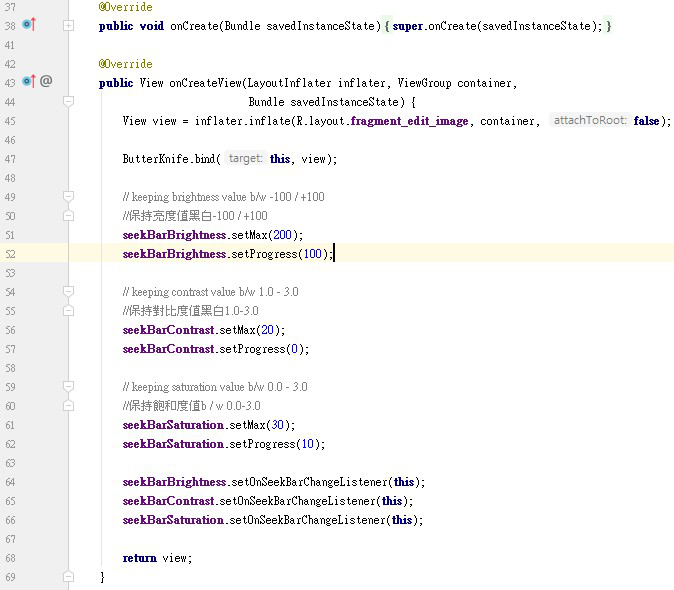 37 @Override
38 public void onCreate(Bundle savedInstanceState) { super.onCreate(savedInstanceState); }
41
42 @Override
43 @ public View onCreateView(LayoutInflater inflater, ViewGroup container,
44 Bundle savedInstanceState) {
45 View view = inflater.inflate(R.layout.fragment_edit_image, container, attachToRoot: false);
46
47 ButterKnife.bind( target: this, view);
48
49 // keeping brightness value b/w -100 / +100
50 //保持亮度值黑白-100 / +100
51 seekBarBrightness.setMax(200);
52 seekBarBrightness.setProgress(100);
53
54 // keeping contrast value b/w 1.0 - 3.0
55 //保持對比度值黑白1.0-3.0
56 seekBarContrast.setMax(20);
57 seekBarContrast.setProgress(0);
58
59 // keeping saturation value b/w 0.0 - 3.0
60 //保持飽和度值b / w 0.0-3.0
61 seekBarSaturation.setMax(30);
62 seekBarSaturation.setProgress(10);
63
64 seekBarBrightness.setOnSeekBarChangeListener(this);
65 seekBarContrast.setOnSeekBarChangeListener(this);
66 seekBarSaturation.setOnSeekBarChangeListener(this);
67
68 return view;
69 }